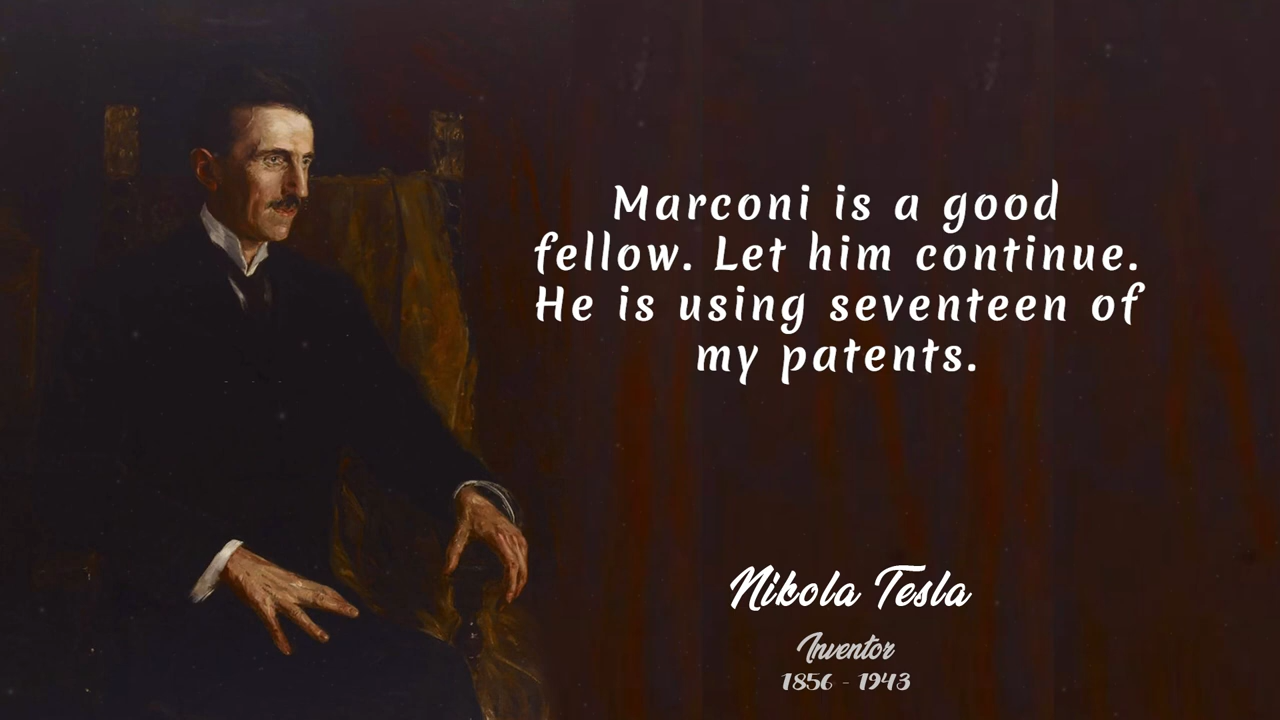 Marconi is a good
fellow. Let him continue.
He is using seventeen of
my patents.
Nikola Tesla
Inventor
1856 - 1943